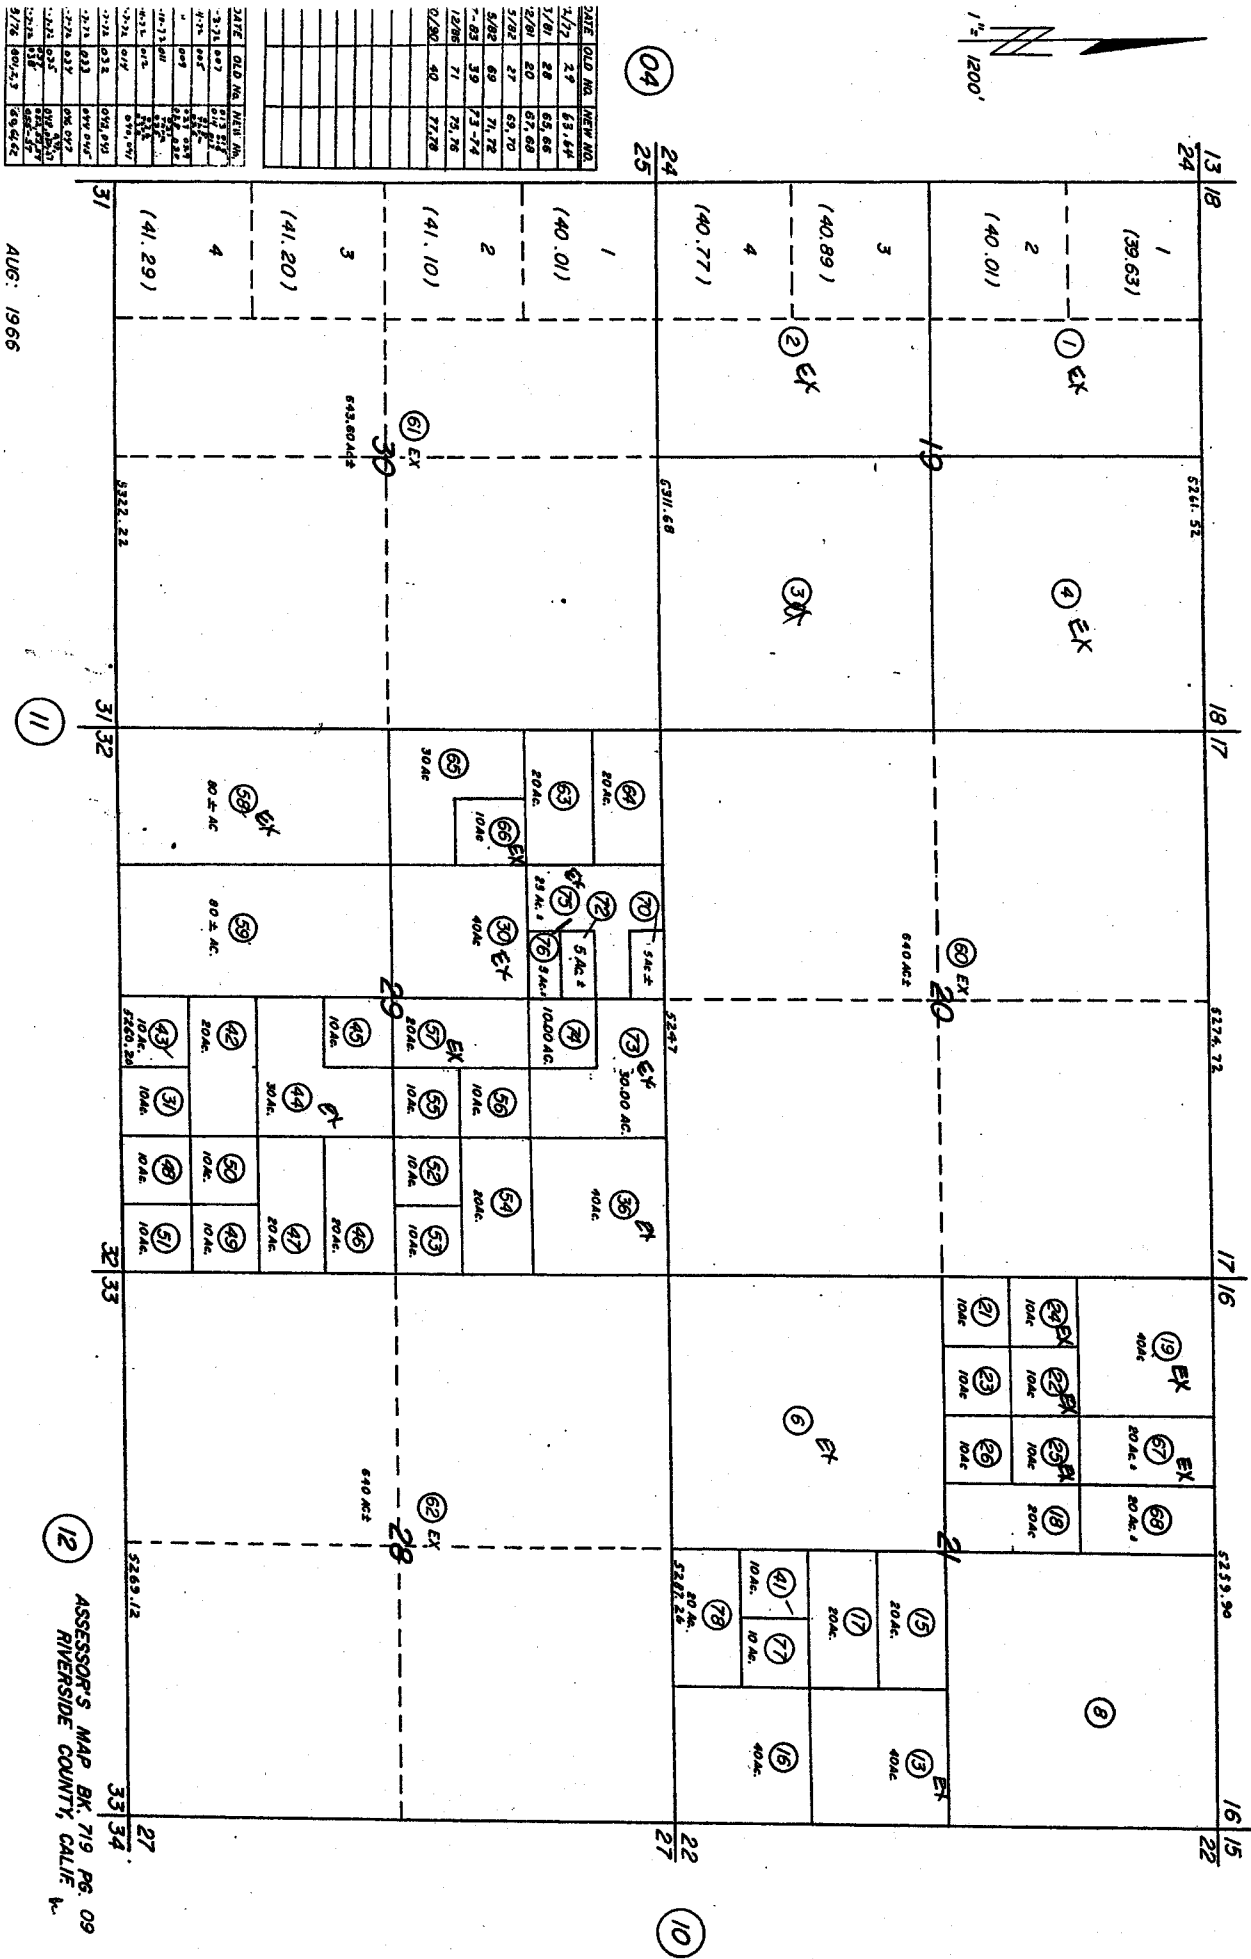 1"= 1200'
04
DATE OLD NO. NEW NO.
29 63,64
28 65,66
20 67,68
27 69,70
69 71,72
39 73-74
12/86 71 75,76
40 77,78
DATE OLD NO. NEW NO.
13 18
24
24
25
31
1
(39.63)
2
(40.01)
3
(40.89)
4
(40.77)
1
(40.01)
2
(41.10)
3
(41.20)
4
(41.29)
1 EX
2 EX
19
3
4 EX
5261.52
5311.68
61 EX
643.60 AC±
30
5322.22
AUG: 1966
18 17
31 32
11
60 EX
640 AC±
20
5274.72
5247
64
20 Ac.
63
20 Ac.
65
30 Ac
66 EX
10 Ac
70
5 Ac ±
72
5 Ac ±
75 EX
25 Ac. ±
76
5 Ac. ±
30 EX
40 Ac
58 EX
80 ± AC
59
80 ± AC.
29
73 EX
30.00 AC.
74
10.00 AC.
57 EX
20 Ac.
56
10 Ac.
55
10 Ac.
45
10 Ac.
44 EX
30 Ac.
42
20 Ac.
43
10 Ac.
5260.20
31
10 Ac.
36 EX
40 Ac.
54
20 Ac.
52
10 Ac.
53
10 Ac.
46
20 Ac.
47
20 Ac.
50
10 Ac.
49
10 Ac.
48
10 Ac.
51
10 Ac.
17 16
32 33
19 EX
40 Ac
67 EX
20 Ac. ±
68
20 Ac. ±
24 EX
10 Ac
22 EX
10 Ac
25 EX
10 Ac
18
20 Ac
21
10 Ac
23
10 Ac
26
10 Ac
6 EX
21
5259.90
8
15
20 Ac.
17
20 Ac.
41
10 Ac.
77
10 Ac.
78
20 Ac.
5287.26
13 EX
40 Ac
16
40 Ac.
62 EX
640 AC±
28
5269.12
16 15
22
22
27
27
33 34
10
12
ASSESSOR'S MAP BK. 719 PG. 09
RIVERSIDE COUNTY, CALIF.